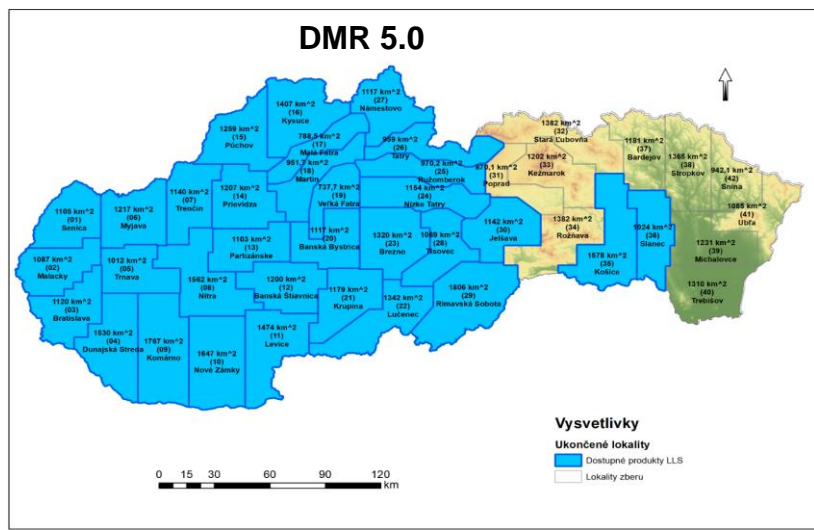 DMR 5.0
1117 km^2
(27)
Námestovo
1407 km^2
(16)
Kysuce
1382 km^2
(32)
Stará Ľubovňa
1259 km^2
(15)
Púchov
788,5 km^2
(17)
Malá Fatra
959 km^2
(26)
Tatry
1181 km^2
(37)
Bardejov
1365 km^2
(38)
Stropkov
951,7 km^2
(18)
Martin
970,2 km^2
(25)
Ružomberok
870,1 km^2
(31)
Poprad
1202 km^2
(33)
Kežmarok
942,1 km^2
(42)
Snina
1105 km^2
(01)
Senica
1217 km^2
(06)
Myjava
1140 km^2
(07)
Trenčín
1207 km^2
(14)
Prievidza
737,7 km^2
(19)
Veľká Fatra
1154 km^2
(24)
Nízke Tatry
1085 km^2
(41)
Ubľa
1087 km^2
(02)
Malacky
1012 km^2
(05)
Trnava
1103 km^2
(13)
Partizánske
1117 km^2
(20)
Banská Bystrica
1320 km^2
(23)
Brezno
1089 km^2
(28)
Tisovec
1142 km^2
(30)
Jelšava
1382 km^2
(34)
Rožňava
1578 km^2
(35)
Košice
1024 km^2
(36)
Slanec
1231 km^2
(39)
Michalovce
1120 km^2
(03)
Bratislava
1562 km^2
(08)
Nitra
1200 km^2
(12)
Banská Štiavnica
1179 km^2
(21)
Krupina
1342 km^2
(22)
Lučenec
1806 km^2
(29)
Rimavská Sobota
1310 km^2
(40)
Trebišov
1530 km^2
(04)
Dunajská Streda
1767 km^2
(09)
Komárno
1647 km^2
(10)
Nové Zámky
1474 km^2
(11)
Levice
Vysvetlivky
Ukončené lokality
Dostupné produkty LLS
Lokality zberu
0 15 30 60 90 120
km